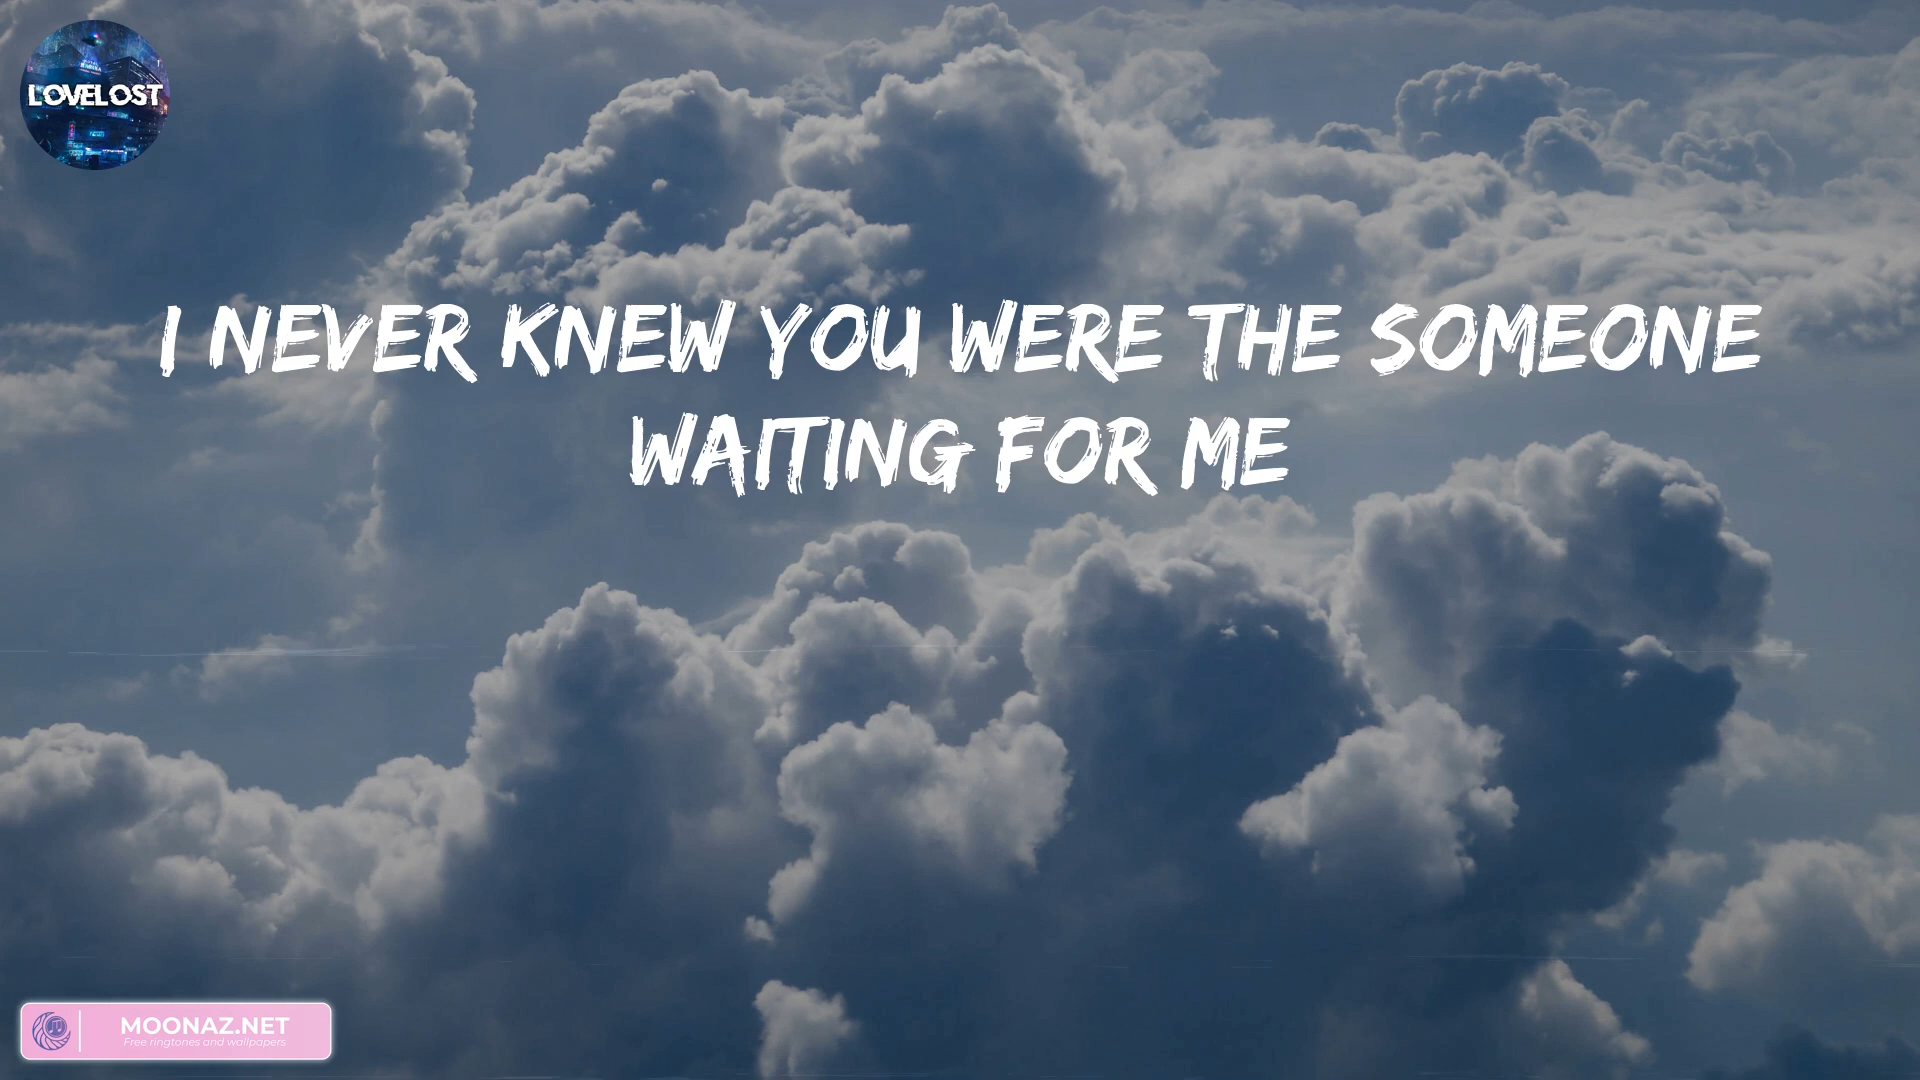 LOVELOST
I NEVER KNEW YOU WERE THE SOMEONE
WAITING FOR ME
MOONAZ.NET
Free ringtones and wallpapers